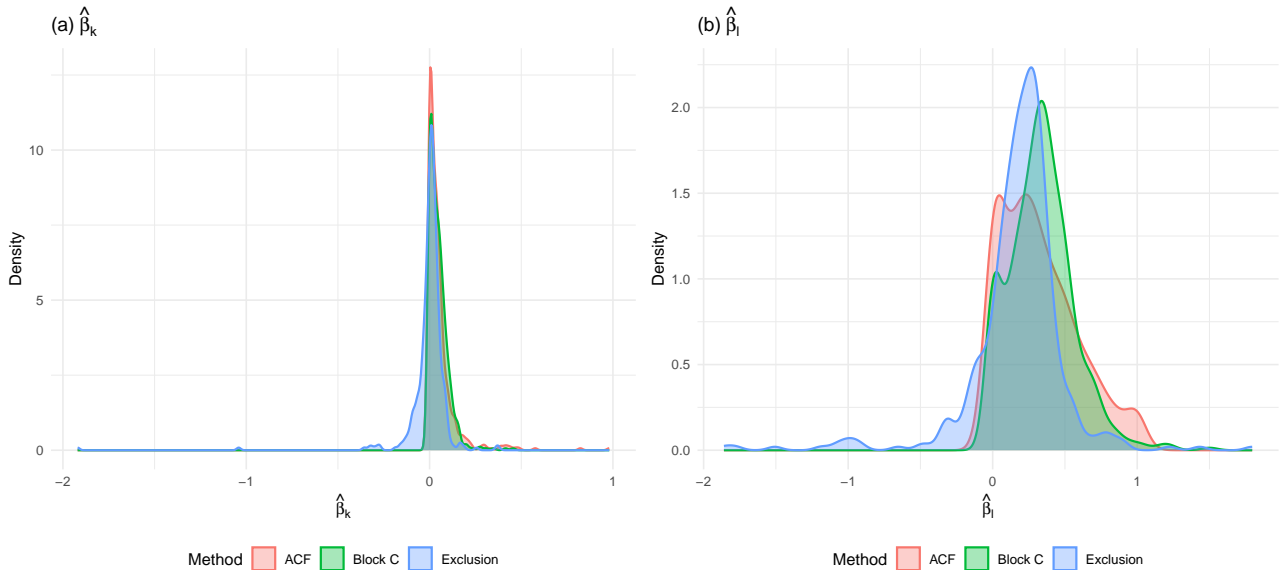 (a) β̂ₖ
Density
10
5
0
−2 −1 0 1
β̂ₖ
Method ACF Block C Exclusion
(b) β̂ₗ
Density
2.0
1.5
1.0
0.5
0.0
−2 −1 0 1
β̂ₗ
Method ACF Block C Exclusion